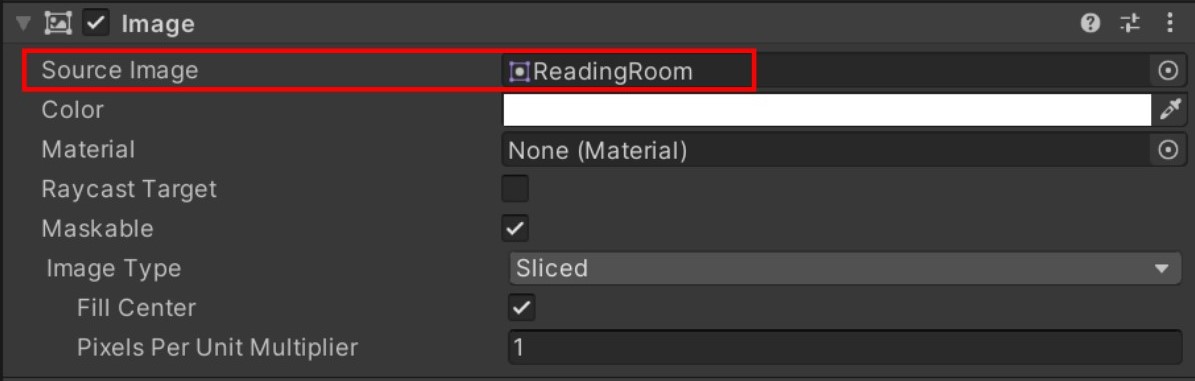 Image
Source Image ReadingRoom
Color
Material None (Material)
Raycast Target
Maskable
Image Type Sliced
Fill Center
Pixels Per Unit Multiplier 1